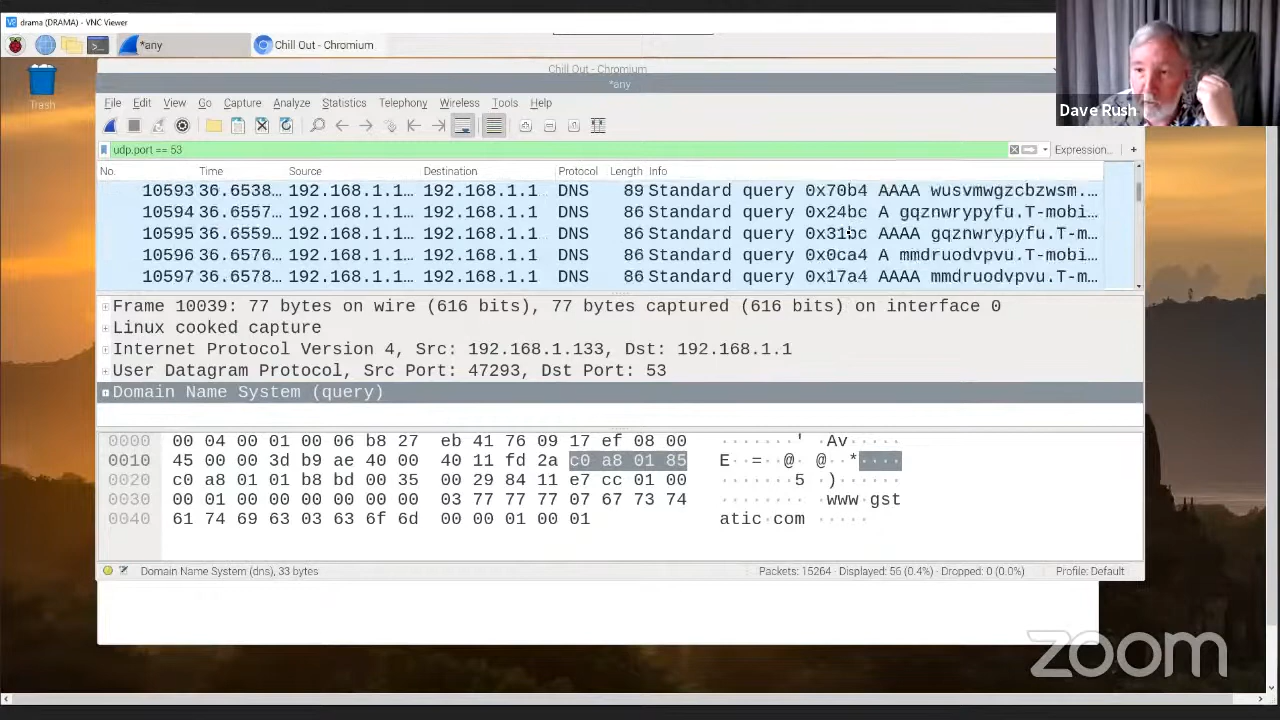 drama (DRAMA) - VNC Viewer
*any
Chill Out - Chromium
Chill Out - Chromium
*any
Trash
File Edit View Go Capture Analyze Statistics Telephony Wireless Tools Help
Dave Rush
udp.port == 53
Expression...
+
No. Time Source Destination Protocol Length Info
10593 36.6538... 192.168.1.1... 192.168.1.1 DNS 89 Standard query 0x70b4 AAAA wusvmwgzcbzwsm....
10594 36.6557... 192.168.1.1... 192.168.1.1 DNS 86 Standard query 0x24bc A gqznwrypyfu.T-mobi...
10595 36.6559... 192.168.1.1... 192.168.1.1 DNS 86 Standard query 0x31bc AAAA gqznwrypyfu.T-m...
10596 36.6576... 192.168.1.1... 192.168.1.1 DNS 86 Standard query 0x0ca4 A mmdruodvpvu.T-mobi...
10597 36.6578... 192.168.1.1... 192.168.1.1 DNS 86 Standard query 0x17a4 AAAA mmdruodvpvu.T-m...
Frame 10039: 77 bytes on wire (616 bits), 77 bytes captured (616 bits) on interface 0
Linux cooked capture
Internet Protocol Version 4, Src: 192.168.1.133, Dst: 192.168.1.1
User Datagram Protocol, Src Port: 47293, Dst Port: 53
Domain Name System (query)
0000 00 04 00 01 00 06 b8 27 eb 41 76 09 17 ef 08 00 ·······' ·Av·····
0010 45 00 00 3d b9 ae 40 00 40 11 fd 2a c0 a8 01 85 E··=··@· @··*····
0020 c0 a8 01 01 b8 bd 00 35 00 29 84 11 e7 cc 01 00 ·······5 ·)······
0030 00 01 00 00 00 00 00 00 03 77 77 77 07 67 73 74 ········ ·www·gst
0040 61 74 69 63 03 63 6f 6d 00 00 01 00 01 atic·com ·····
Domain Name System (dns), 33 bytes
Packets: 15264 · Displayed: 56 (0.4%) · Dropped: 0 (0.0%)
Profile: Default
zoom